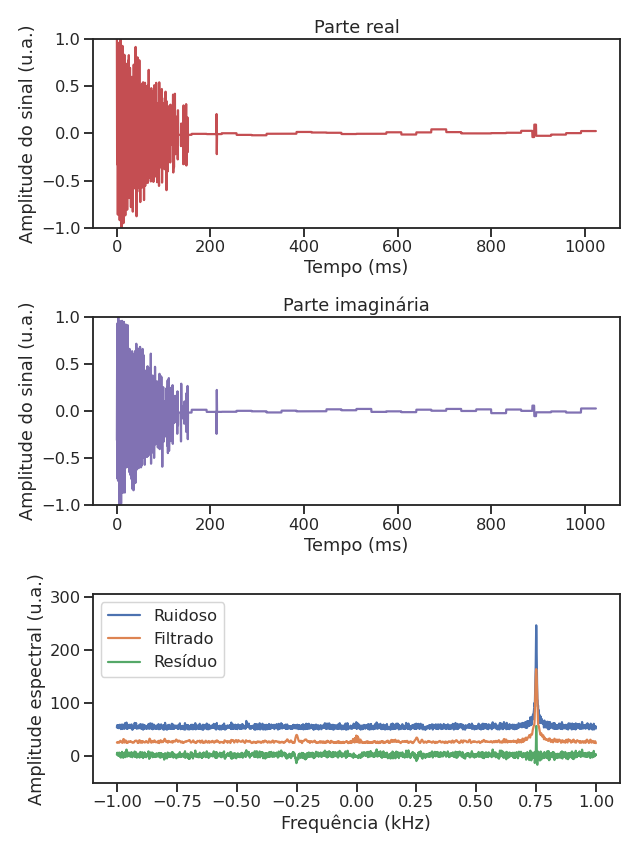 Parte real
Amplitude do sinal (u.a.)
1.0
0.5
0.0
−0.5
−1.0
0 200 400 600 800 1000
Tempo (ms)
Parte imaginária
Amplitude do sinal (u.a.)
1.0
0.5
0.0
−0.5
−1.0
0 200 400 600 800 1000
Tempo (ms)
Amplitude espectral (u.a.)
300
200
100
0
Ruidoso
Filtrado
Resíduo
−1.00 −0.75 −0.50 −0.25 0.00 0.25 0.50 0.75 1.00
Frequência (kHz)